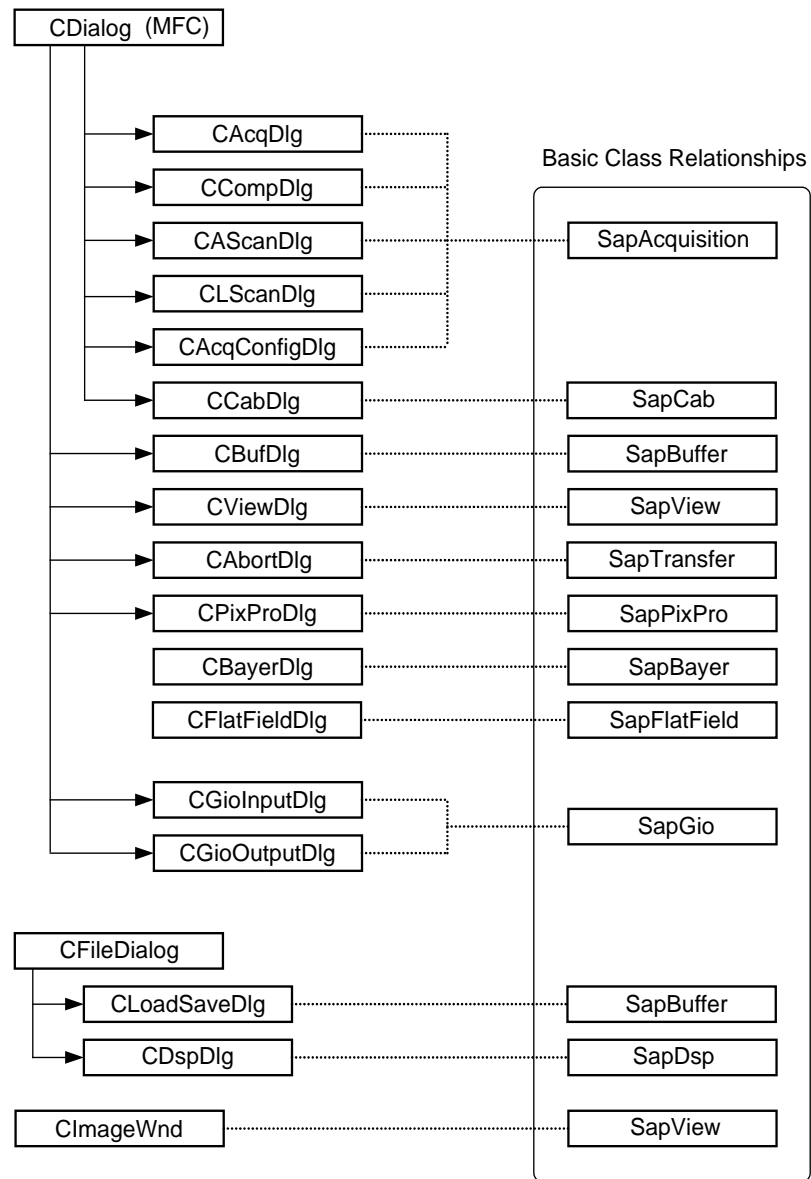 CDialog (MFC)
CAcqDlg
Basic Class Relationships
CCompDlg
CAScanDlg
SapAcquisition
CLScanDlg
CAcqConfigDlg
CCabDlg
SapCab
CBufDlg
SapBuffer
CViewDlg
SapView
CAbortDlg
SapTransfer
CPixProDlg
SapPixPro
CBayerDlg
SapBayer
CFlatFieldDlg
SapFlatField
CGioInputDlg
SapGio
CGioOutputDlg
CFileDialog
CLoadSaveDlg
SapBuffer
CDspDlg
SapDsp
CImageWnd
SapView